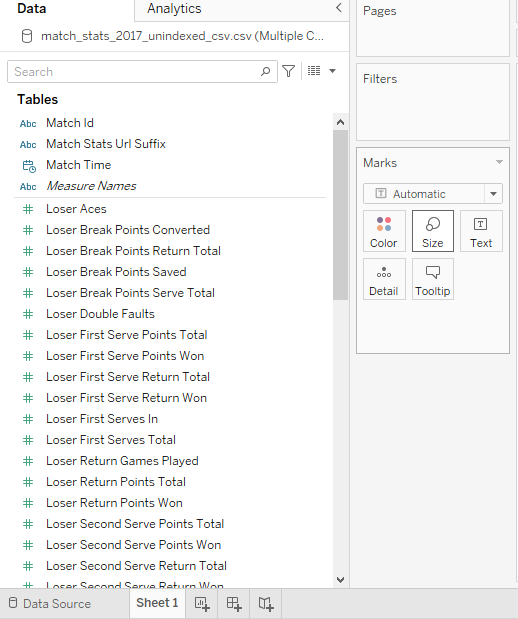 Data
Analytics
match_stats_2017_unindexed_csv.csv (Multiple C...
Search
Tables
Abc Match Id
Abc Match Stats Url Suffix
Match Time
Abc Measure Names
# Loser Aces
# Loser Break Points Converted
# Loser Break Points Return Total
# Loser Break Points Saved
# Loser Break Points Serve Total
# Loser Double Faults
# Loser First Serve Points Total
# Loser First Serve Points Won
# Loser First Serve Return Total
# Loser First Serve Return Won
# Loser First Serves In
# Loser First Serves Total
# Loser Return Games Played
# Loser Return Points Total
# Loser Return Points Won
# Loser Second Serve Points Total
# Loser Second Serve Points Won
# Loser Second Serve Return Total
# Loser Second Serve Return Won
Pages
Filters
Marks
T Automatic
Color
Size
T Text
Detail
Tooltip
Data Source
Sheet 1